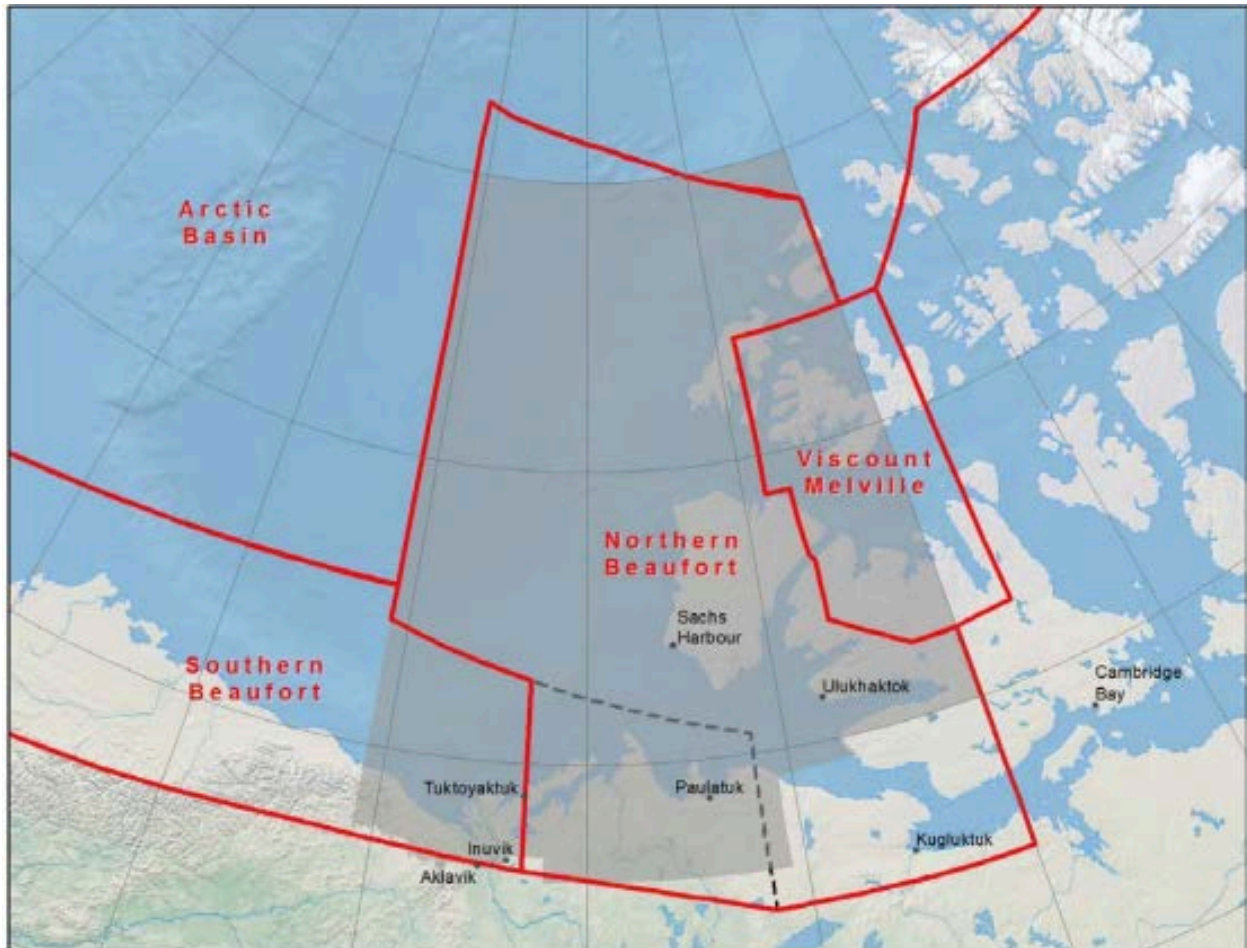 Arctic
Basin
Viscount
Melville
Northern
Beaufort
Sachs
Harbour
Southern
Beaufort
Cambridge
Bay
Ulukhaktok
Tuktoyaktuk
Paulatuk
Inuvik
Kugluktuk
Aklavik